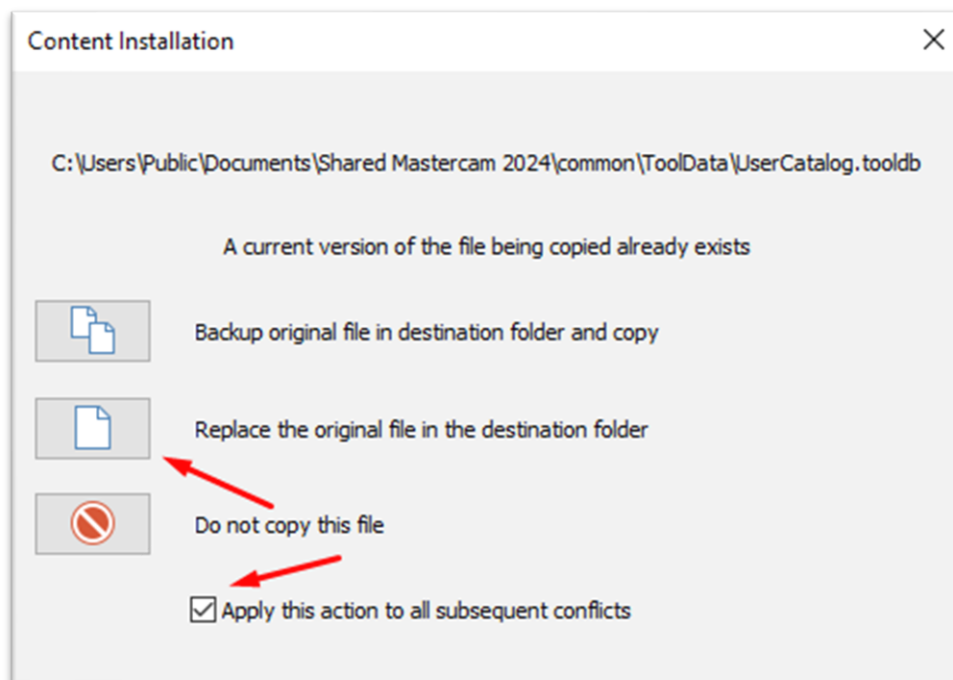 Content Installation
C:\Users\Public\Documents\Shared Mastercam 2024\common\ToolData\UserCatalog.tooldb
A current version of the file being copied already exists
Backup original file in destination folder and copy
Replace the original file in the destination folder
Do not copy this file
Apply this action to all subsequent conflicts